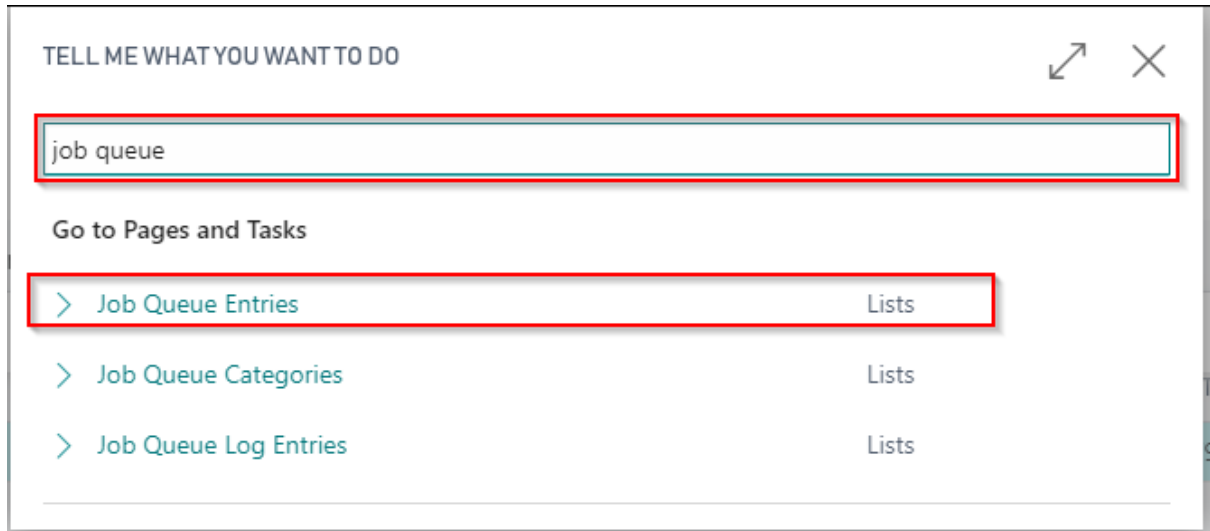 TELL ME WHAT YOU WANT TO DO
job queue
Go to Pages and Tasks
Job Queue Entries Lists
Job Queue Categories Lists
Job Queue Log Entries Lists